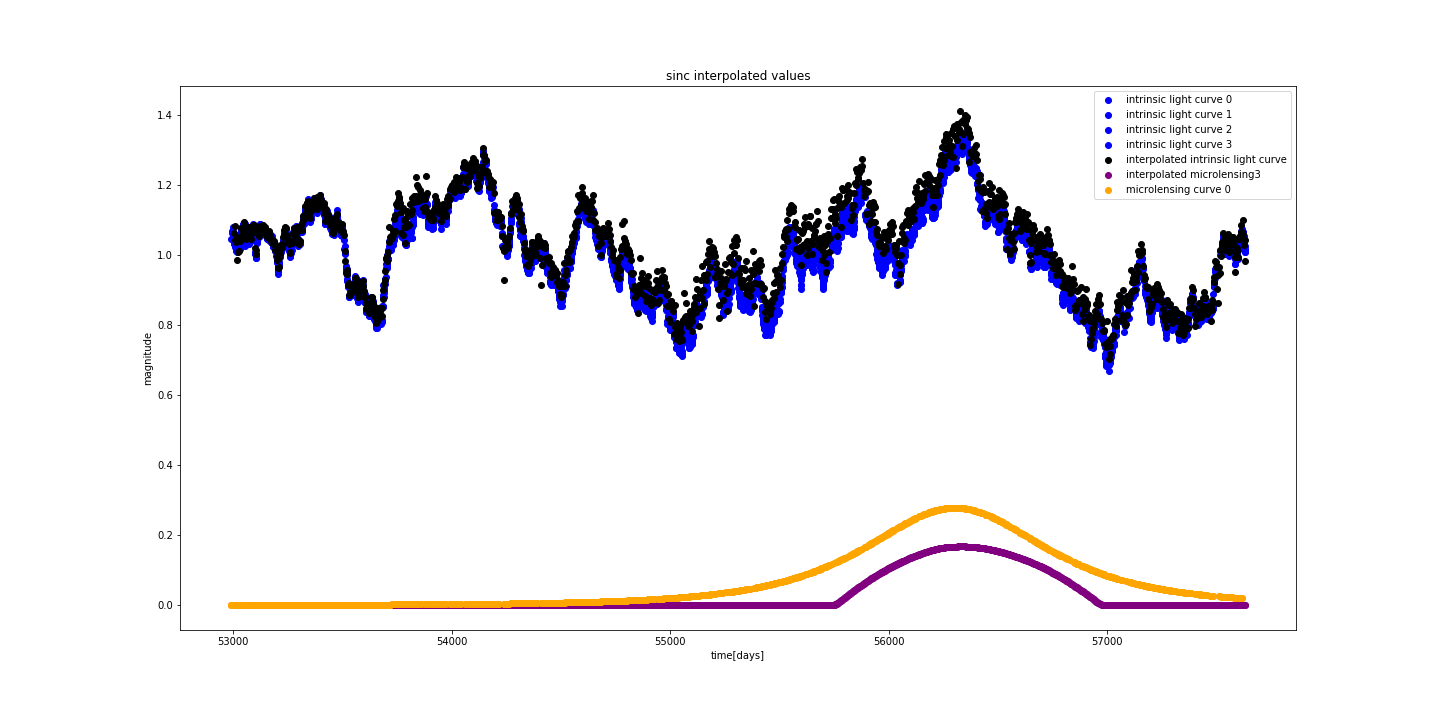 sinc interpolated values
intrinsic light curve 0
intrinsic light curve 1
intrinsic light curve 2
intrinsic light curve 3
interpolated intrinsic light curve
interpolated microlensing3
microlensing curve 0
magnitude
1.4
1.2
1.0
0.8
0.6
0.4
0.2
0.0
53000
54000
55000
56000
57000
time[days]